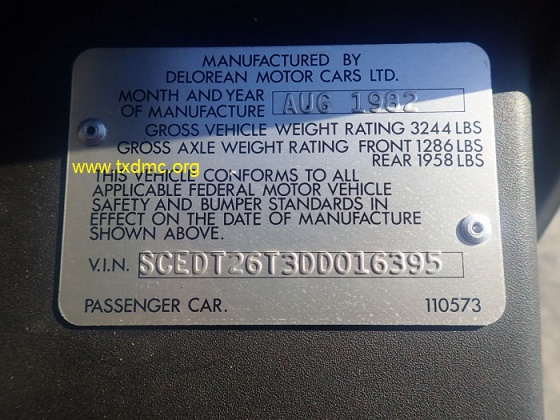 MANUFACTURED BY
DELOREAN MOTOR CARS LTD.
MONTH AND YEAR
OF MANUFACTURE AUG 1982
GROSS VEHICLE WEIGHT RATING 3244 LBS
GROSS AXLE WEIGHT RATING FRONT 1286 LBS
REAR 1958 LBS
www.txdmc.org
THIS VEHICLE CONFORMS TO ALL
APPLICABLE FEDERAL MOTOR VEHICLE
SAFETY AND BUMPER STANDARDS IN
EFFECT ON THE DATE OF MANUFACTURE
SHOWN ABOVE.
V.I.N. SCEDT26T3DD016395
PASSENGER CAR. 110573